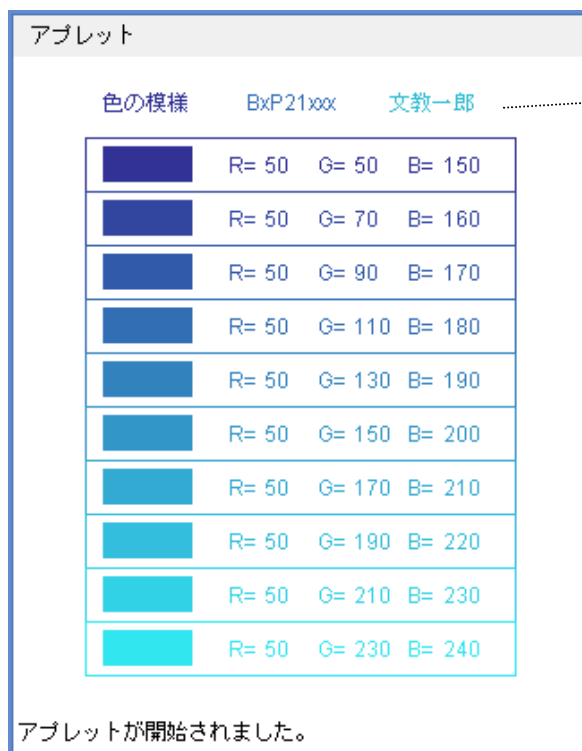 アプレット
色の模様 BxP21xxx 文教一郎
R= 50 G= 50 B= 150
R= 50 G= 70 B= 160
R= 50 G= 90 B= 170
R= 50 G= 110 B= 180
R= 50 G= 130 B= 190
R= 50 G= 150 B= 200
R= 50 G= 170 B= 210
R= 50 G= 190 B= 220
R= 50 G= 210 B= 230
R= 50 G= 230 B= 240
アプレットが開始されました。